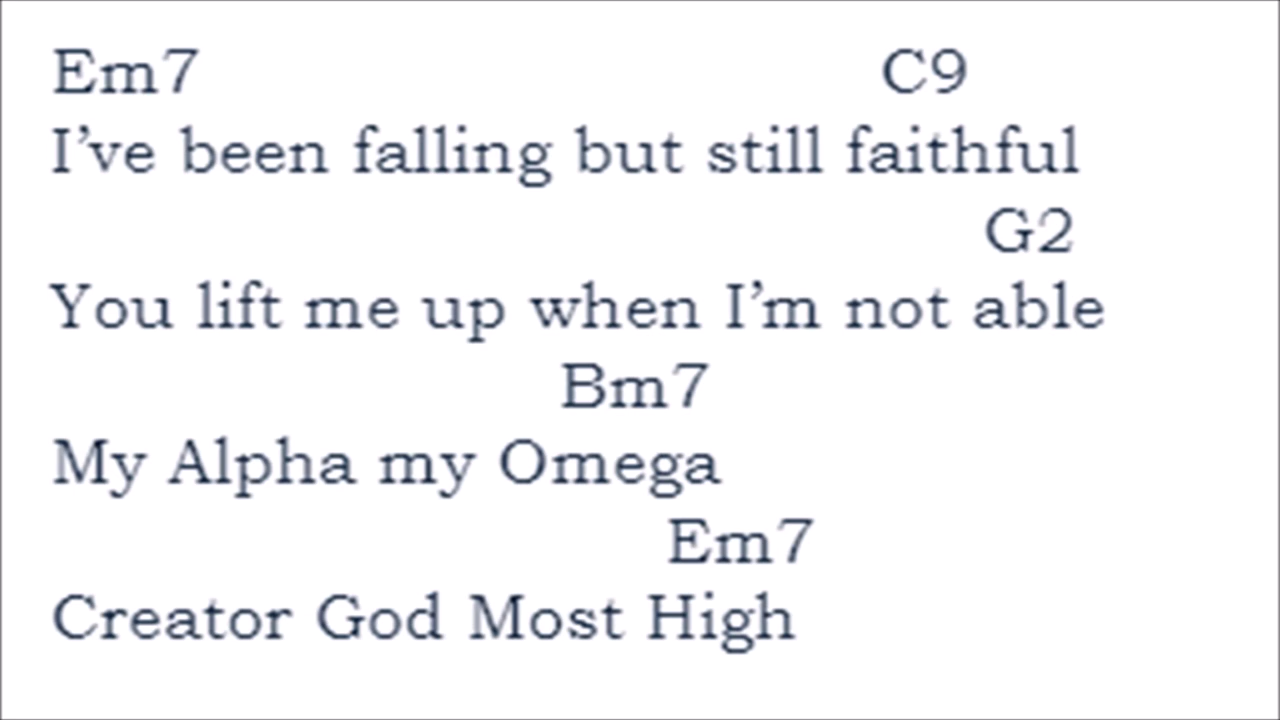 Em7 C9
I’ve been falling but still faithful
G2
You lift me up when I’m not able
Bm7
My Alpha my Omega
Em7
Creator God Most High